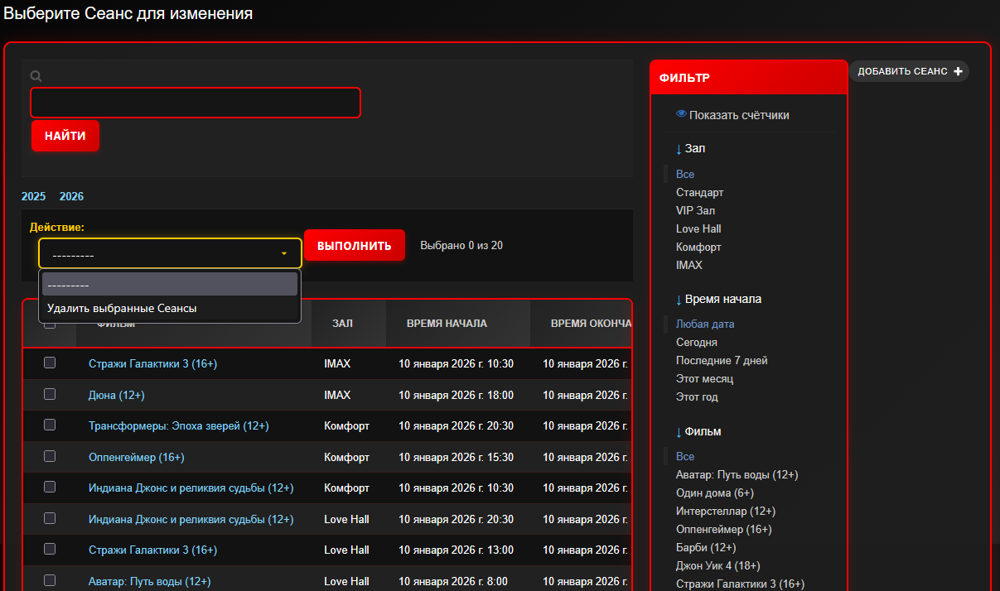 Выберите Сеанс для изменения
НАЙТИ
2025 2026
Действие:
---------
ВЫПОЛНИТЬ
Выбрано 0 из 20
---------
Удалить выбранные Сеансы
ФИЛЬМ ЗАЛ ВРЕМЯ НАЧАЛА ВРЕМЯ ОКОНЧА
Стражи Галактики 3 (16+) IMAX 10 января 2026 г. 10:30 10 января 2026 г.
Дюна (12+) IMAX 10 января 2026 г. 18:00 10 января 2026 г.
Трансформеры: Эпоха зверей (12+) Комфорт 10 января 2026 г. 20:30 10 января 2026 г.
Оппенгеймер (16+) Комфорт 10 января 2026 г. 15:30 10 января 2026 г.
Индиана Джонс и реликвия судьбы (12+) Комфорт 10 января 2026 г. 10:30 10 января 2026 г.
Индиана Джонс и реликвия судьбы (12+) Love Hall 10 января 2026 г. 20:30 10 января 2026 г.
Стражи Галактики 3 (16+) Love Hall 10 января 2026 г. 13:00 10 января 2026 г.
Аватар: Путь воды (12+) Love Hall 10 января 2026 г. 8:00 10 января 2026 г.
ФИЛЬТР
Показать счётчики
↓ Зал
Все
Стандарт
VIP Зал
Love Hall
Комфорт
IMAX
↓ Время начала
Любая дата
Сегодня
Последние 7 дней
Этот месяц
Этот год
↓ Фильм
Все
Аватар: Путь воды (12+)
Один дома (6+)
Интерстеллар (12+)
Оппенгеймер (16+)
Барби (12+)
Джон Уик 4 (18+)
Стражи Галактики 3 (16+)
ДОБАВИТЬ СЕАНС